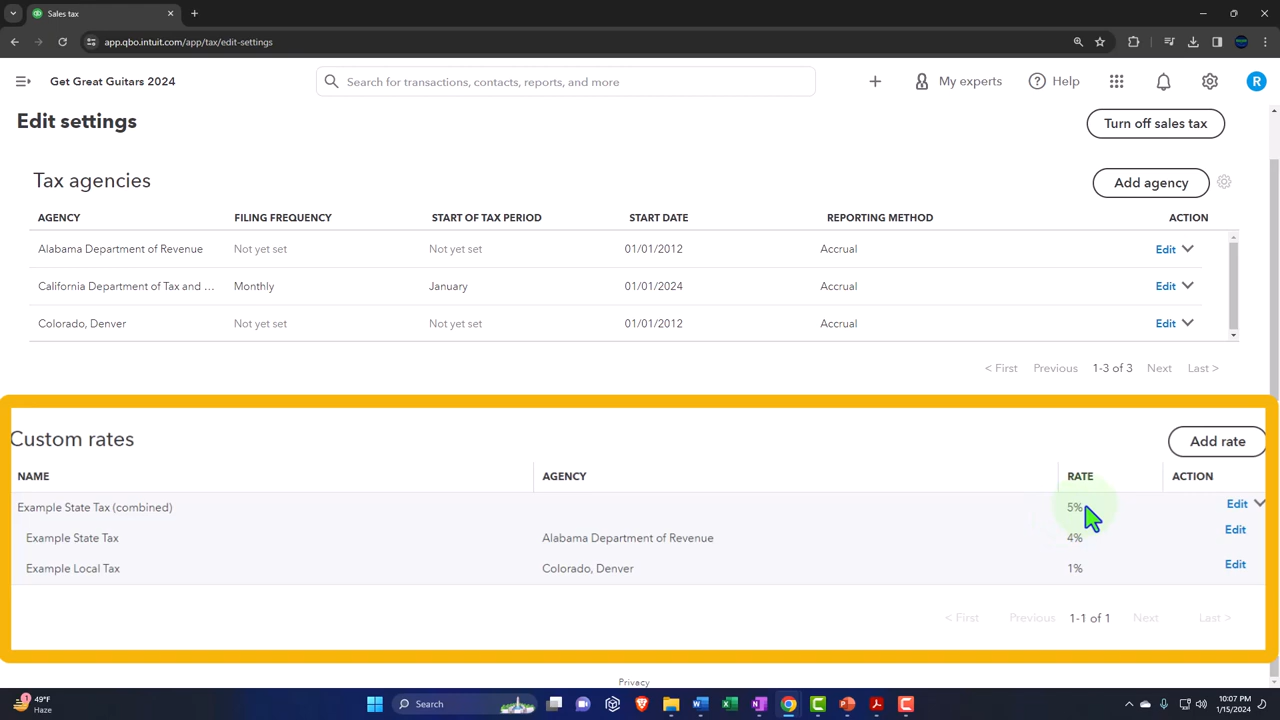 Sales tax
app.qbo.intuit.com/app/tax/edit-settings
Get Great Guitars 2024
Search for transactions, contacts, reports, and more
My experts
Help
R
Edit settings
Turn off sales tax
Tax agencies
Add agency
AGENCY FILING FREQUENCY START OF TAX PERIOD START DATE REPORTING METHOD ACTION
Alabama Department of Revenue Not yet set Not yet set 01/01/2012 Accrual Edit
California Department of Tax and ... Monthly January 01/01/2024 Accrual Edit
Colorado, Denver Not yet set Not yet set 01/01/2012 Accrual Edit
< First Previous 1-3 of 3 Next Last >
Custom rates
Add rate
NAME AGENCY RATE ACTION
Example State Tax (combined) 5% Edit
Example State Tax Alabama Department of Revenue 4% Edit
Example Local Tax Colorado, Denver 1% Edit
< First Previous 1-1 of 1 Next Last >
Privacy
1 49°F
Haze
Search
10:07 PM
1/15/2024